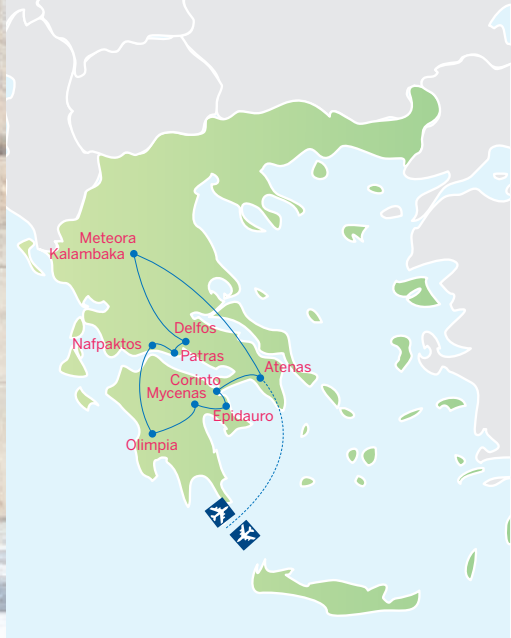 Meteora
Kalambaka
Delfos
Nafpaktos
Patras
Atenas
Corinto
Mycenas
Epidauro
Olimpia